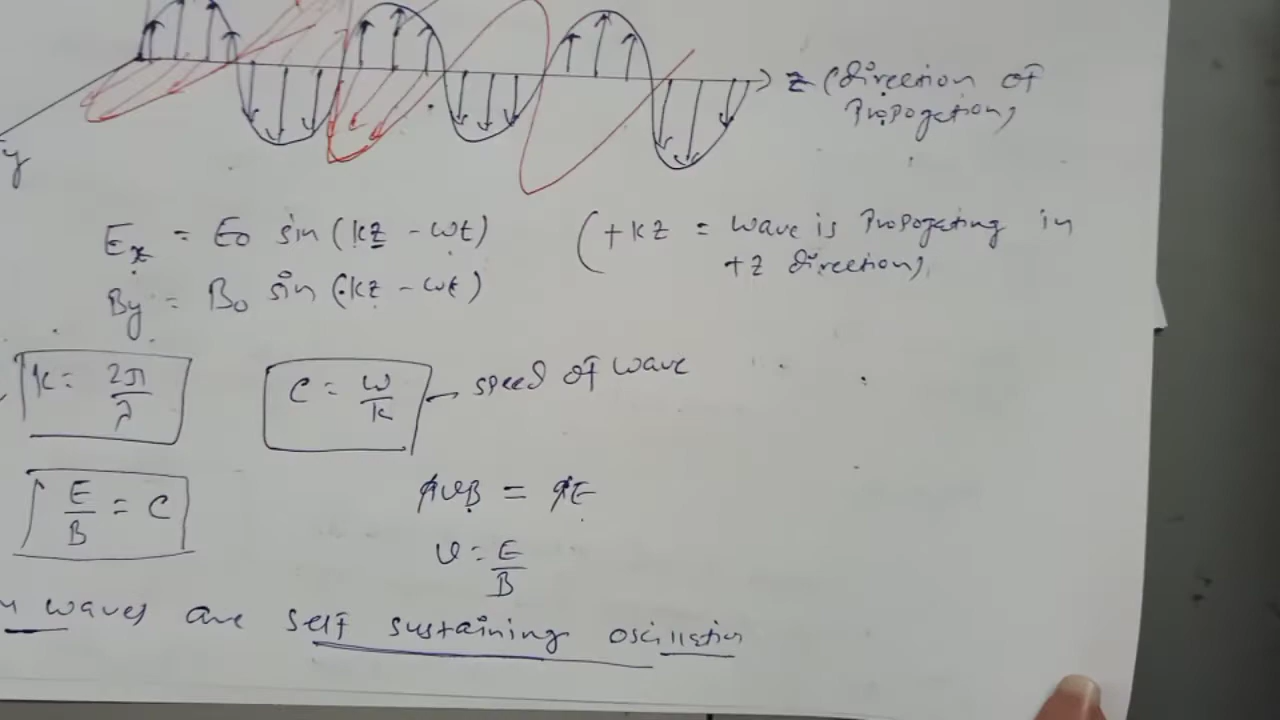 z (direction of
Propogation)
y
Ex = E0 sin (kz - ωt) (+kz = wave is Propogating in
+z direction)
By = B0 sin (kz - ωt)
k = 2π/λ
C = ω/k → speed of wave
E/B = C
qvB = qE
v = E/B
waves are self sustaining oscillation